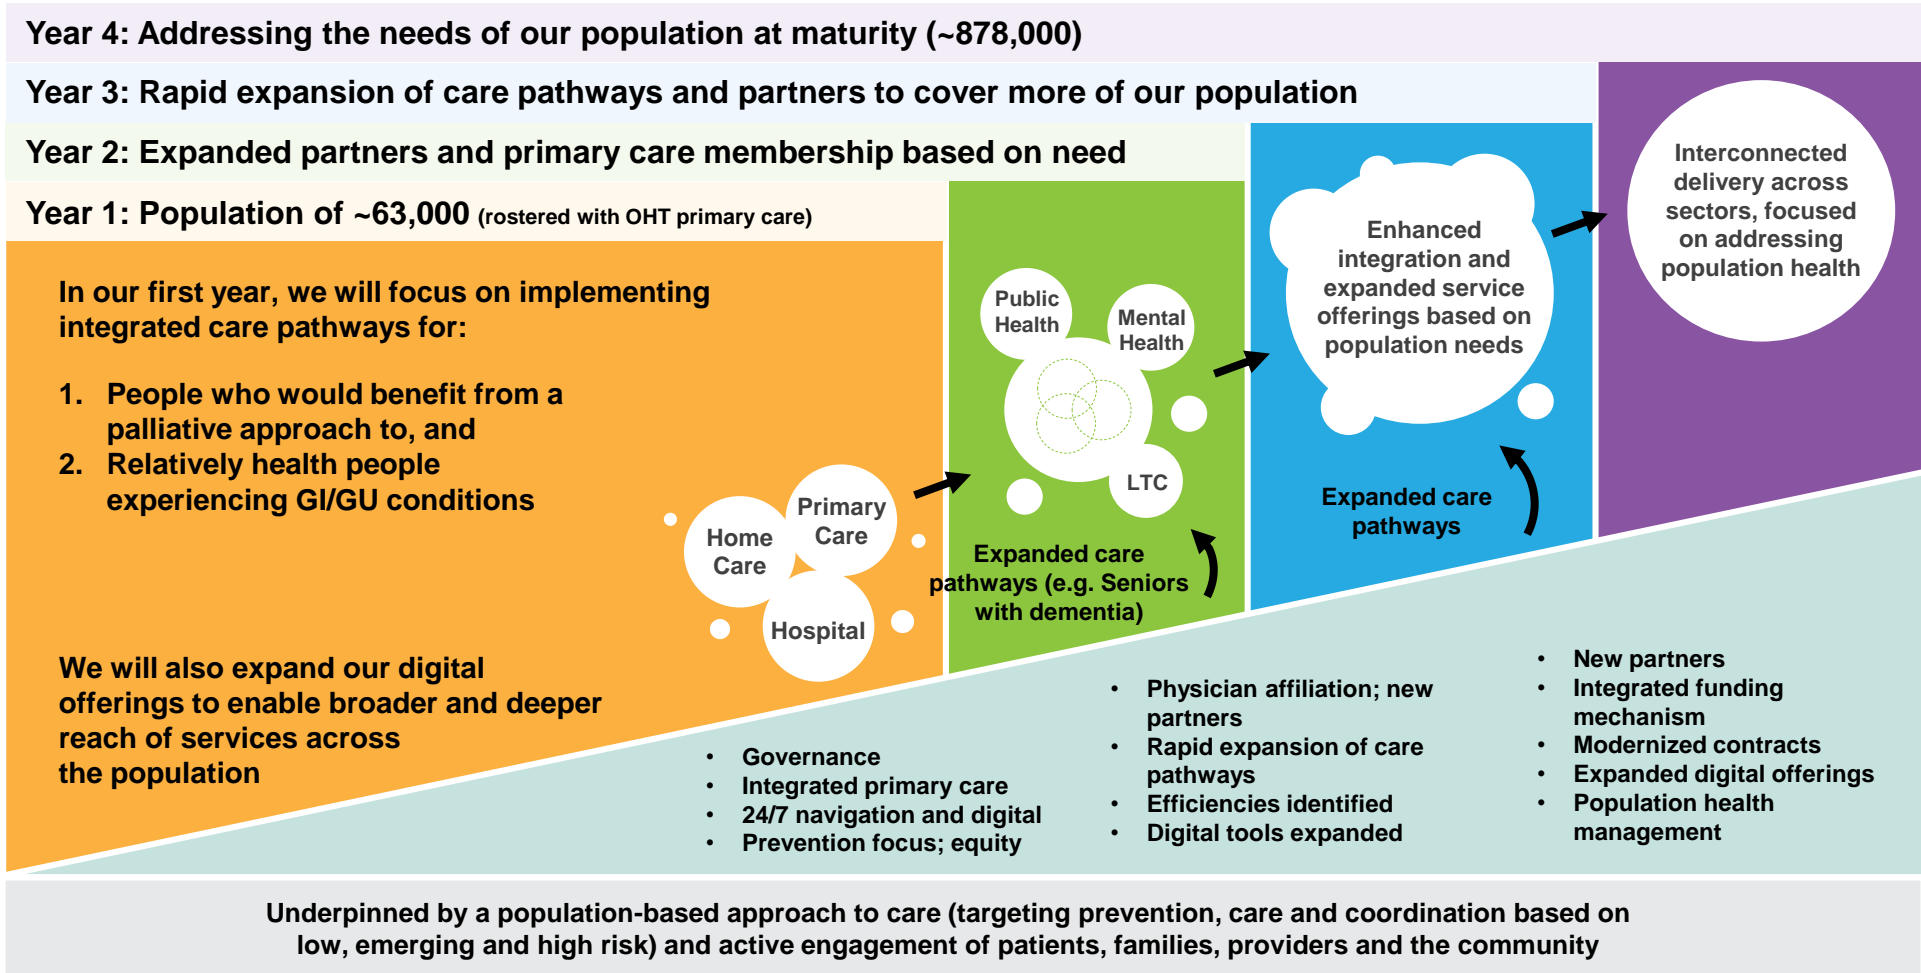 Year 4: Addressing the needs of our population at maturity (~878,000)
Year 3: Rapid expansion of care pathways and partners to cover more of our population
Year 2: Expanded partners and primary care membership based on need
Year 1: Population of ~63,000 (rostered with OHT primary care)
In our first year, we will focus on implementing
integrated care pathways for:
1. People who would benefit from a
palliative approach to, and
2. Relatively health people
experiencing GI/GU conditions
We will also expand our digital
offerings to enable broader and deeper
reach of services across
the population
Home
Care
Primary
Care
Hospital
Public
Health
Mental
Health
LTC
Expanded care
pathways (e.g. Seniors
with dementia)
Enhanced
integration and
expanded service
offerings based on
population needs
Expanded care
pathways
Interconnected
delivery across
sectors, focused
on addressing
population health
• Governance
• Integrated primary care
• 24/7 navigation and digital
• Prevention focus; equity
• Physician affiliation; new
partners
• Rapid expansion of care
pathways
• Efficiencies identified
• Digital tools expanded
• New partners
• Integrated funding
mechanism
• Modernized contracts
• Expanded digital offerings
• Population health
management
Underpinned by a population-based approach to care (targeting prevention, care and coordination based on
low, emerging and high risk) and active engagement of patients, families, providers and the community